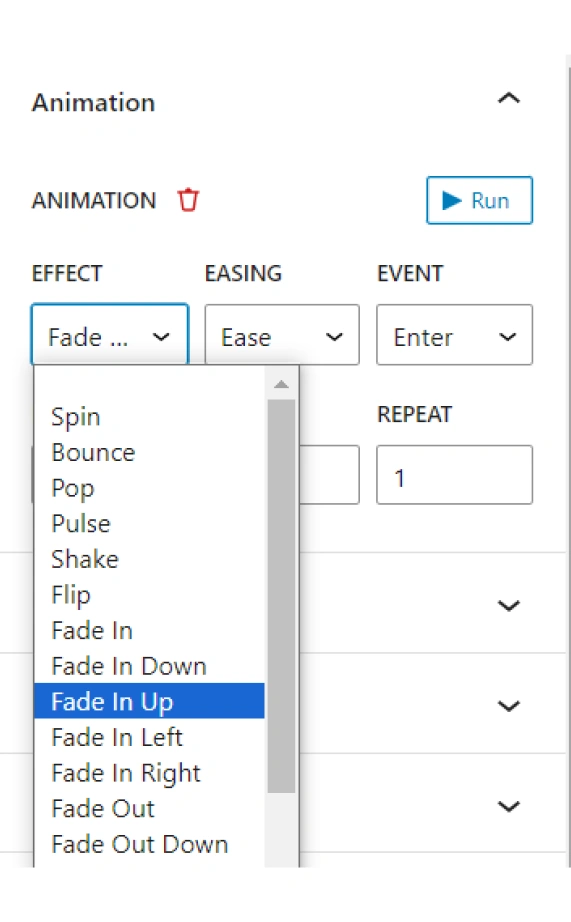 Animation
ANIMATION Run
EFFECT EASING EVENT
Fade ... Ease Enter
REPEAT
1
Spin
Bounce
Pop
Pulse
Shake
Flip
Fade In
Fade In Down
Fade In Up
Fade In Left
Fade In Right
Fade Out
Fade Out Down